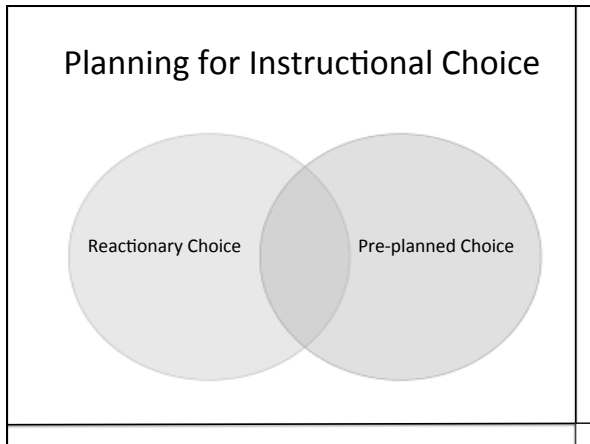 Planning for Instructional Choice
Reactionary Choice
Pre-planned Choice